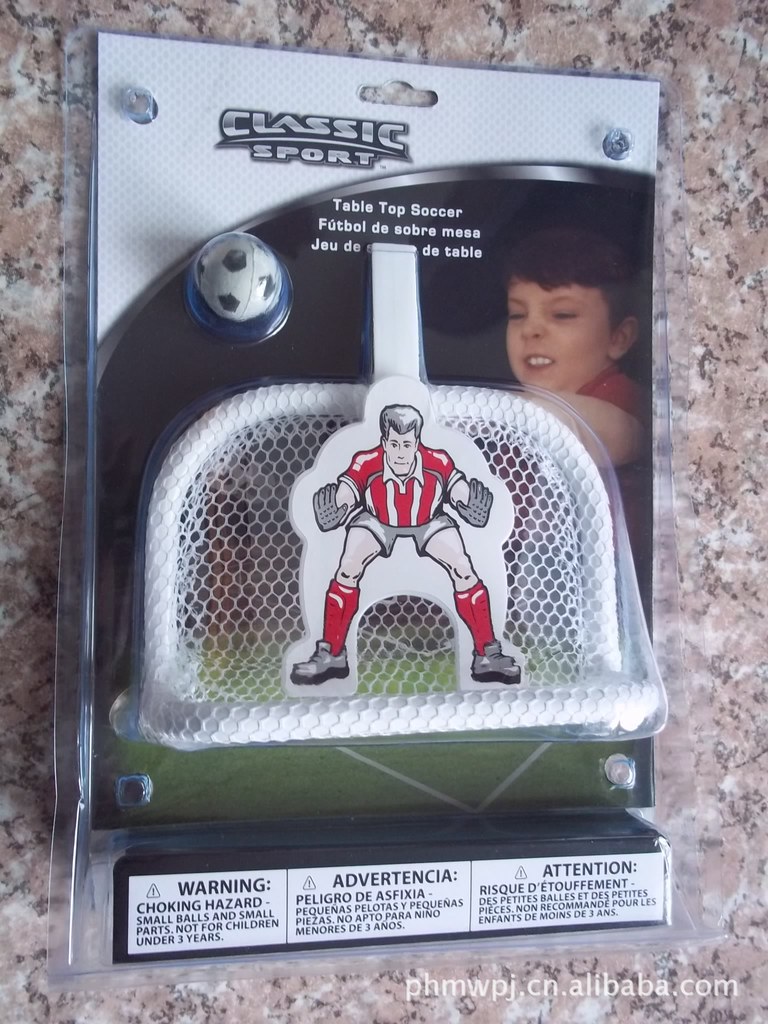 CLASSIC
SPORT
Table Top Soccer
Fútbol de sobre mesa
Jeu de de table
WARNING:
CHOKING HAZARD -
SMALL BALLS AND SMALL
PARTS. NOT FOR CHILDREN
UNDER 3 YEARS.
ADVERTENCIA:
PELIGRO DE ASFIXIA -
PEQUEÑAS PELOTAS Y PEQUEÑAS
PIEZAS. NO APTO PARA NIÑO
MENORES DE 3 AÑOS.
ATTENTION:
RISQUE D'ÉTOUFFEMENT -
DES PETITES BALLES ET DES PETITES
PIÈCES. NON RECOMMANDÉ POUR LES
ENFANTS DE MOINS DE 3 ANS.
phmwpj.cn.alibaba.com